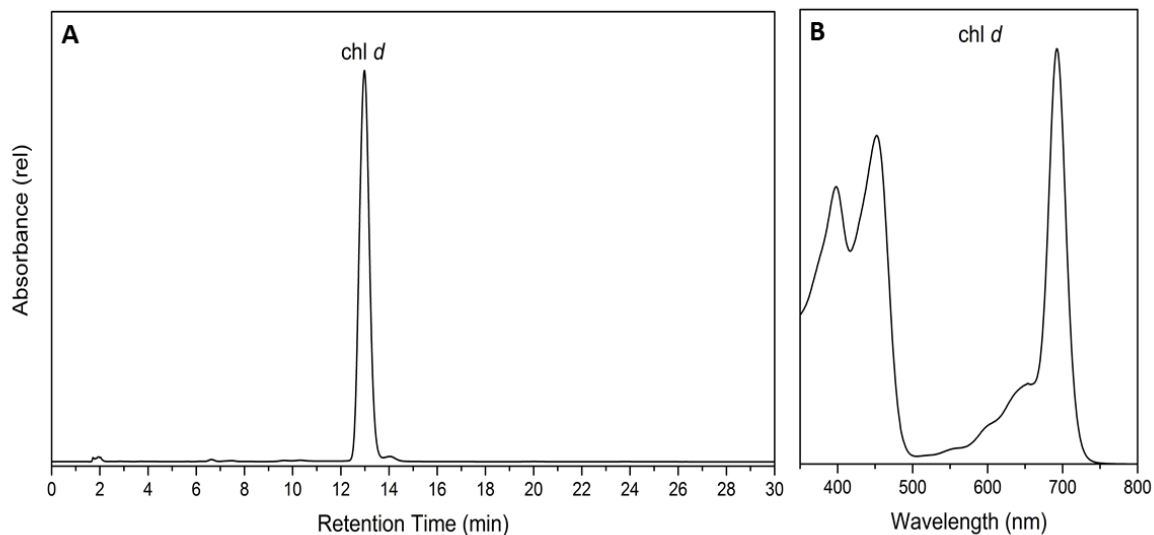 A
chl d
Absorbance (rel)
0 2 4 6 8 10 12 14 16 18 20 22 24 26 28 30
Retention Time (min)
B
chl d
400 500 600 700 800
Wavelength (nm)